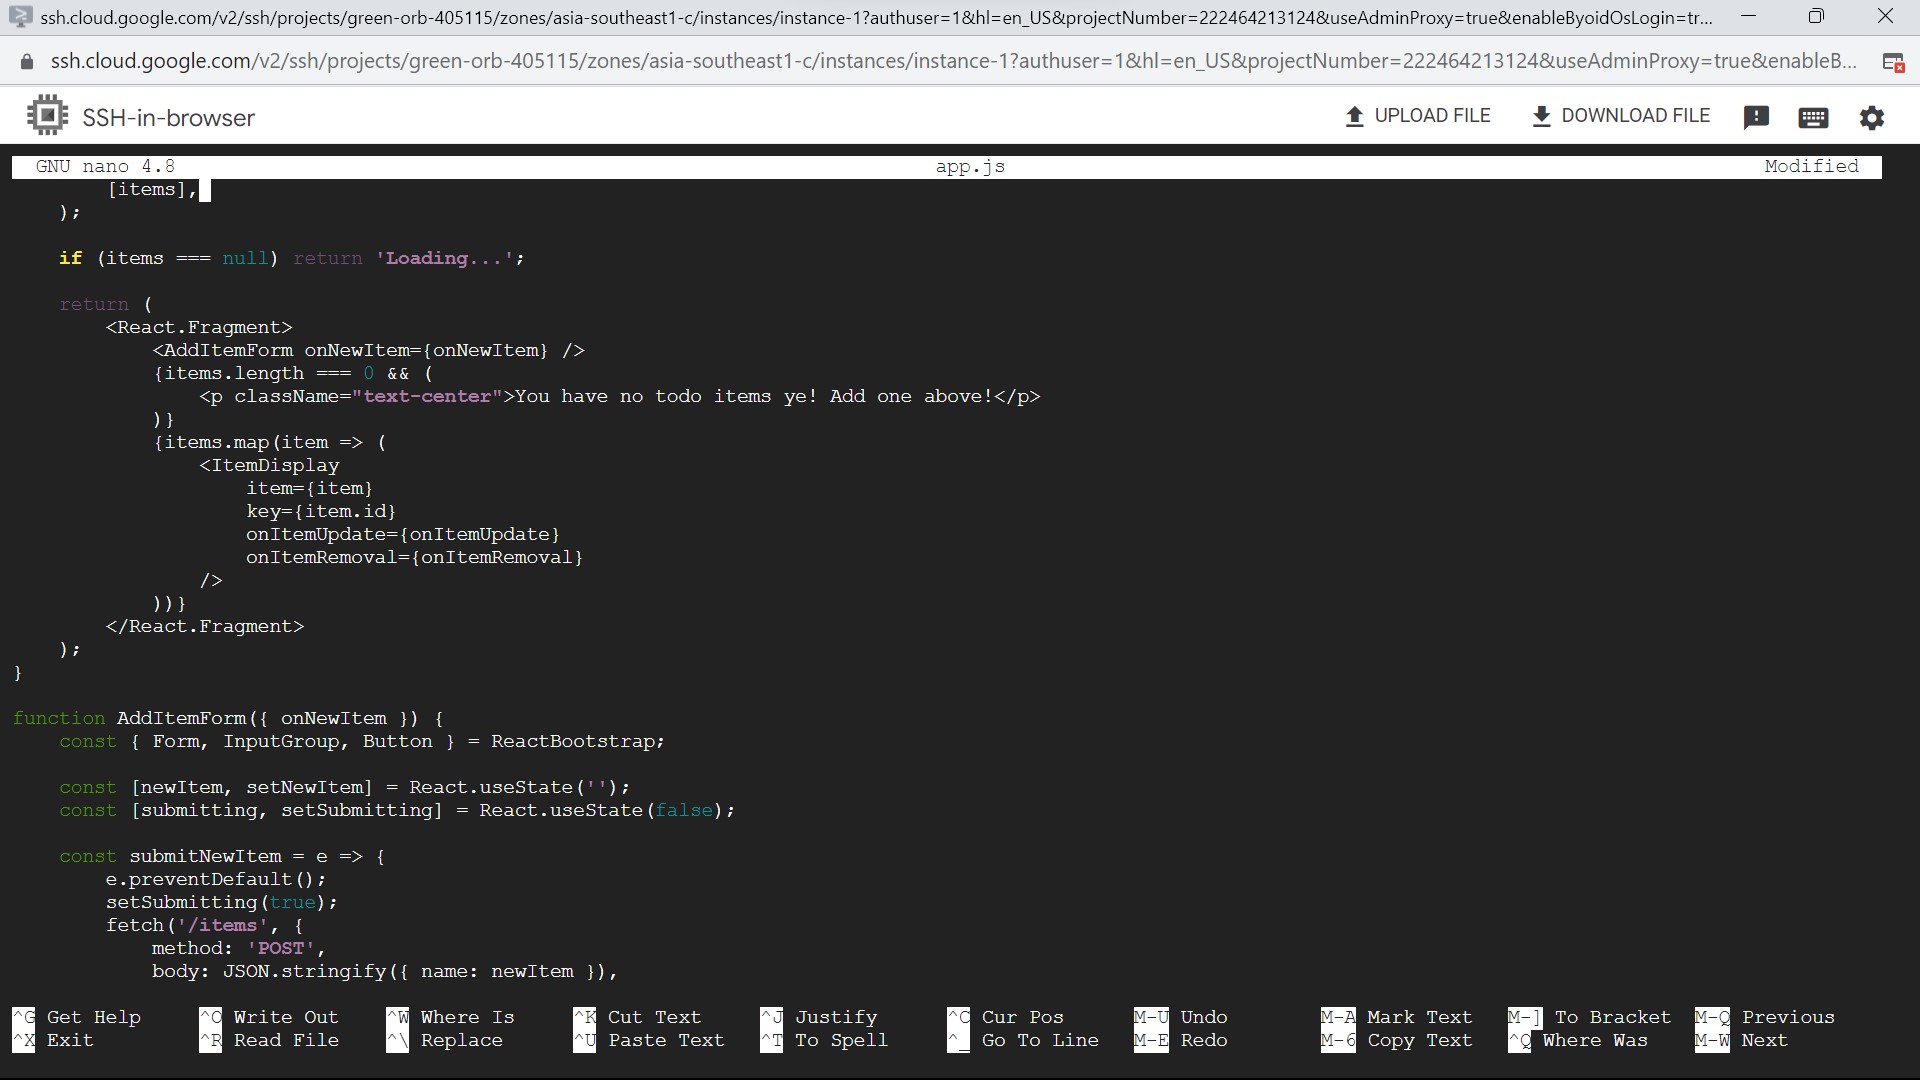 ssh.cloud.google.com/v2/ssh/projects/green-orb-405115/zones/asia-southeast1-c/instances/instance-1?authuser=1&hl=en_US&projectNumber=222464213124&useAdminProxy=true&enableByoidOsLogin=tr...
ssh.cloud.google.com/v2/ssh/projects/green-orb-405115/zones/asia-southeast1-c/instances/instance-1?authuser=1&hl=en_US&projectNumber=222464213124&useAdminProxy=true&enableB...
SSH-in-browser UPLOAD FILE DOWNLOAD FILE
GNU nano 4.8 app.js Modified
[items],
);
if (items === null) return 'Loading...';
return (
<React.Fragment>
<AddItemForm onNewItem={onNewItem} />
{items.length === 0 && (
<p className="text-center">You have no todo items ye! Add one above!</p>
)}
{items.map(item => (
<ItemDisplay
item={item}
key={item.id}
onItemUpdate={onItemUpdate}
onItemRemoval={onItemRemoval}
/>
))}
</React.Fragment>
);
}
function AddItemForm({ onNewItem }) {
const { Form, InputGroup, Button } = ReactBootstrap;
const [newItem, setNewItem] = React.useState('');
const [submitting, setSubmitting] = React.useState(false);
const submitNewItem = e => {
e.preventDefault();
setSubmitting(true);
fetch('/items', {
method: 'POST',
body: JSON.stringify({ name: newItem }),
^G Get Help ^O Write Out ^W Where Is ^K Cut Text ^J Justify ^C Cur Pos M-U Undo M-A Mark Text M-] To Bracket M-Q Previous
^X Exit ^R Read File ^\ Replace ^U Paste Text ^T To Spell ^_ Go To Line M-E Redo M-6 Copy Text ^Q Where Was M-W Next